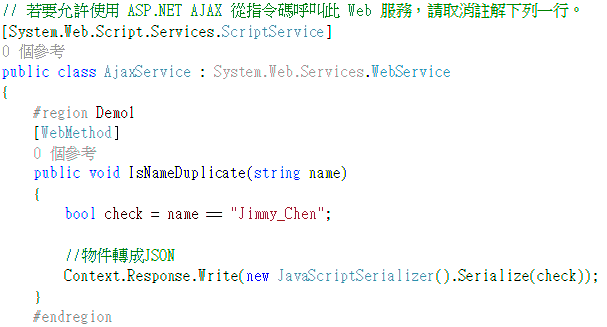 // 若要允許使用 ASP.NET AJAX 從指令碼呼叫此 Web 服務，請取消註解下列一行。
[System.Web.Script.Services.ScriptService]
0 個參考
public class AjaxService : System.Web.Services.WebService
{
    #region Demo1
    [WebMethod]
    0 個參考
    public void IsNameDuplicate(string name)
    {
        bool check = name == "Jimmy_Chen";

        //物件轉成JSON
        Context.Response.Write(new JavaScriptSerializer().Serialize(check));
    }
    #endregion